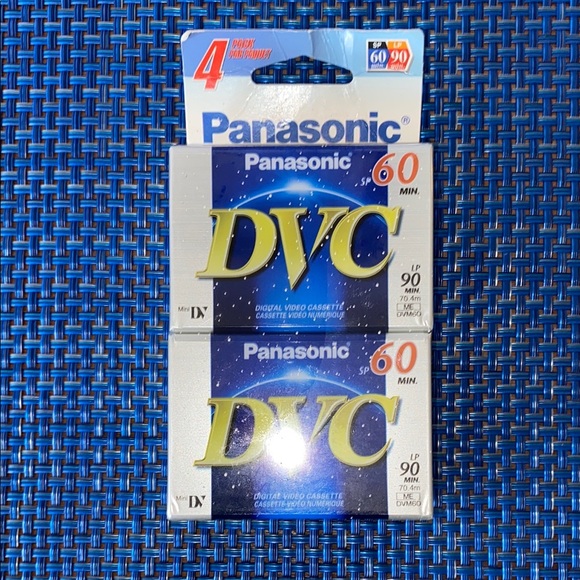 4
SP LP
60 90
Panasonic®
Panasonic
SP 60
MIN.
DVC
LP
90
MIN.
70.4m
ME
DVM60
Mini DV
DIGITAL VIDEO CASSETTE
CASSETTE VIDÉO NUMÉRIQUE
Panasonic
SP 60
MIN.
DVC
LP
90
MIN.
70.4m
ME
DVM60
Mini DV
DIGITAL VIDEO CASSETTE
CASSETTE VIDÉO NUMÉRIQUE